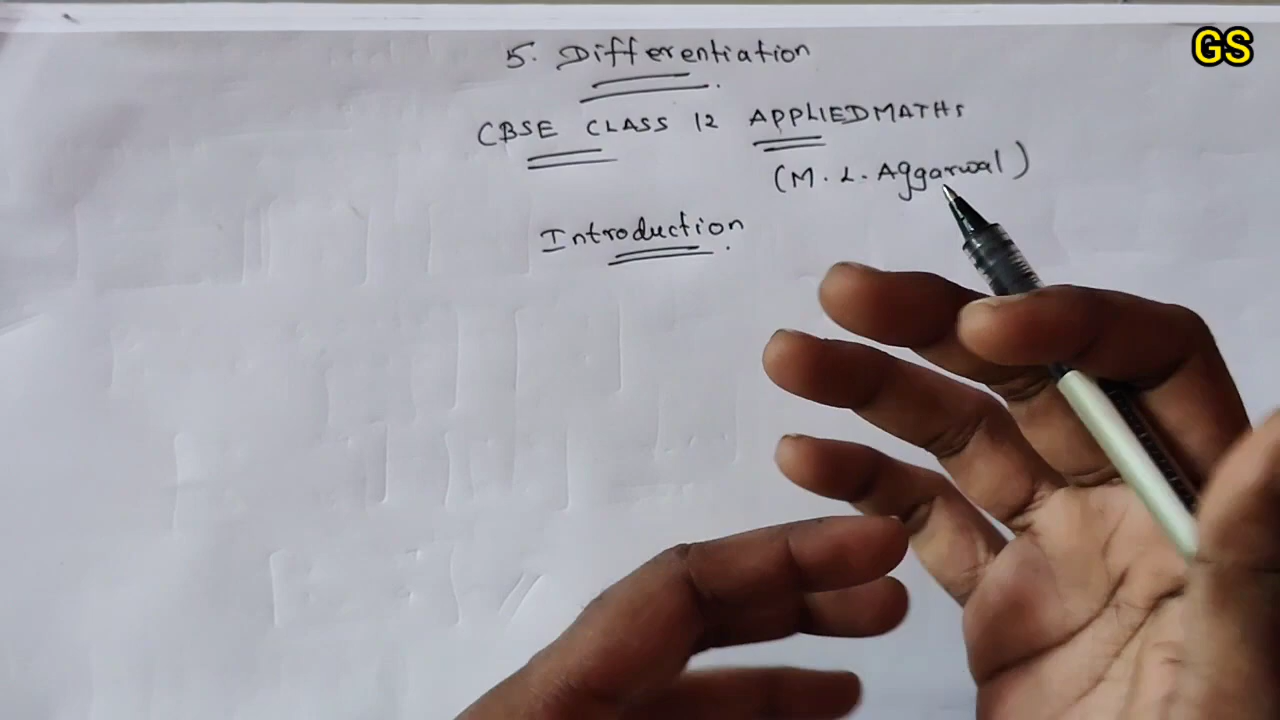 GS
5. Differentiation
CBSE CLASS 12 APPLIEDMATHS
(M. L. Aggarwal)
Introduction